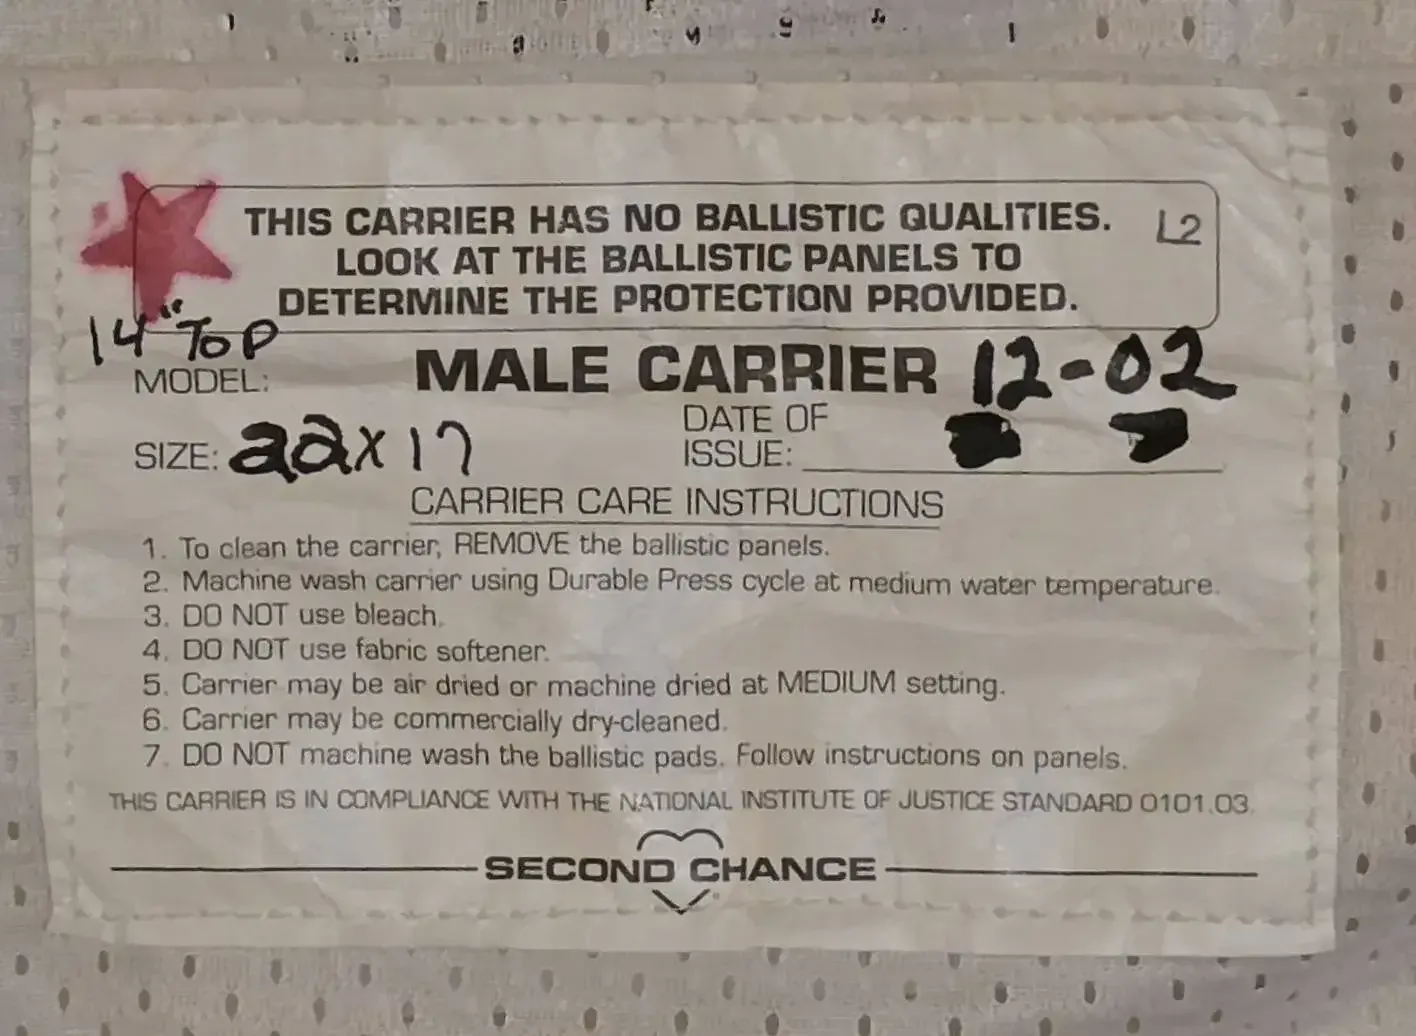 THIS CARRIER HAS NO BALLISTIC QUALITIES.
LOOK AT THE BALLISTIC PANELS TO
DETERMINE THE PROTECTION PROVIDED.
L2
14" TOP
MODEL:
MALE CARRIER 12-02
SIZE: 22x17
DATE OF
ISSUE:
CARRIER CARE INSTRUCTIONS
1. To clean the carrier, REMOVE the ballistic panels.
2. Machine wash carrier using Durable Press cycle at medium water temperature.
3. DO NOT use bleach.
4. DO NOT use fabric softener.
5. Carrier may be air dried or machine dried at MEDIUM setting.
6. Carrier may be commercially dry-cleaned.
7. DO NOT machine wash the ballistic pads. Follow instructions on panels.
THIS CARRIER IS IN COMPLIANCE WITH THE NATIONAL INSTITUTE OF JUSTICE STANDARD 0101.03.
SECOND CHANCE